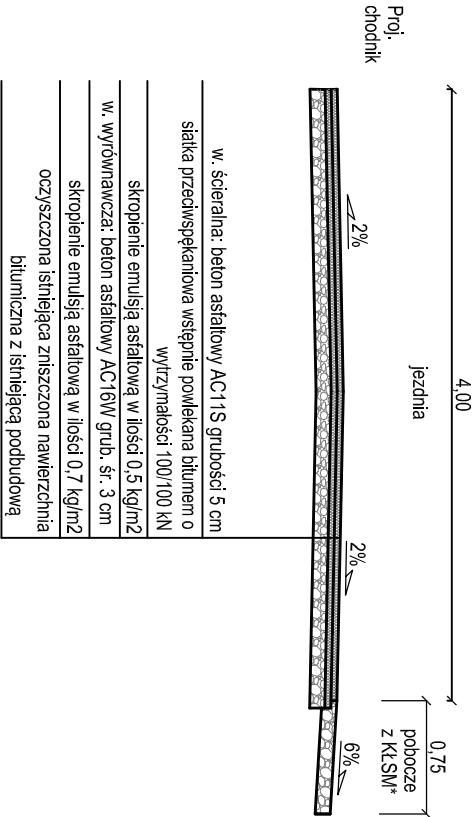 4,00
jezdnia
Proj.
chodnik
2%
2%
0,75
pobocze
z KŁSM*
6%
w. ścieralna: beton asfaltowy AC11S grubości 5 cm
siatka przeciwspękaniowa wstępnie powlekana bitumem o
wytrzymałości 100/100 kN
skropienie emulsją asfaltową w ilości 0,5 kg/m2
w. wyrównawcza: beton asfaltowy AC16W grub. śr. 3 cm
skropienie emulsją asfaltową w ilości 0,7 kg/m2
oczyszczona istniejąca zniszczona nawierzchnia
bitumiczna z istniejącą podbudową